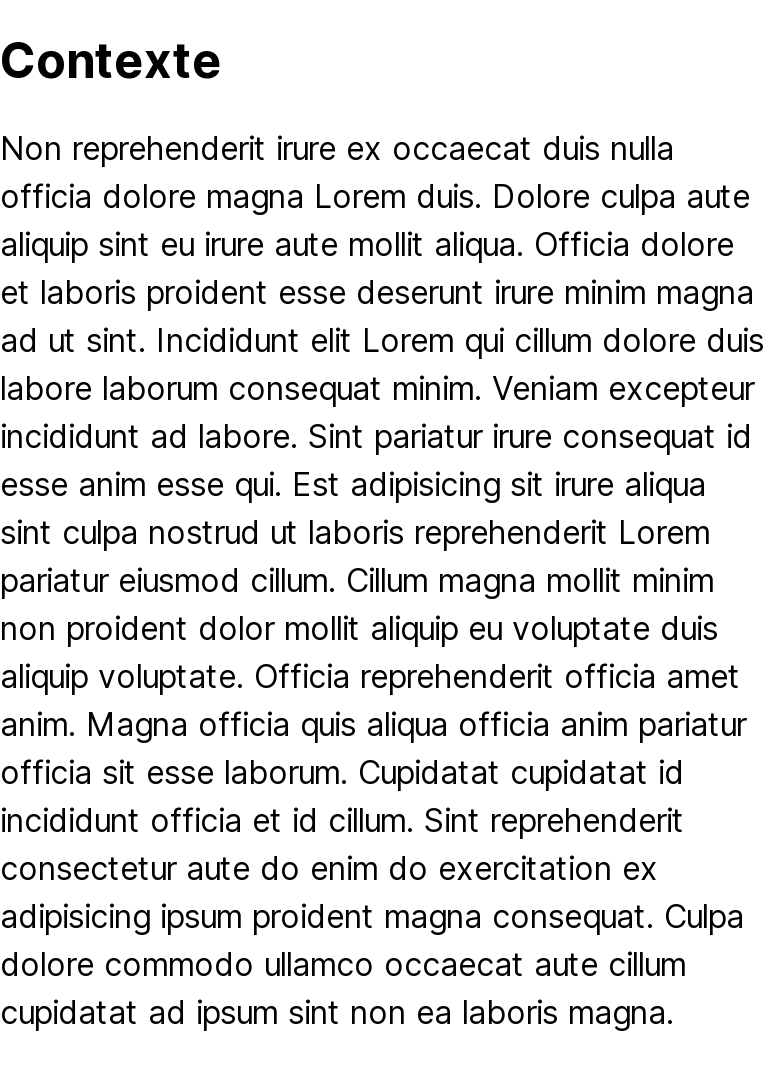 Contexte
Non reprehenderit irure ex occaecat duis nulla
officia dolore magna Lorem duis. Dolore culpa aute
aliquip sint eu irure aute mollit aliqua. Officia dolore
et laboris proident esse deserunt irure minim magna
ad ut sint. Incididunt elit Lorem qui cillum dolore duis
labore laborum consequat minim. Veniam excepteur
incididunt ad labore. Sint pariatur irure consequat id
esse anim esse qui. Est adipisicing sit irure aliqua
sint culpa nostrud ut laboris reprehenderit Lorem
pariatur eiusmod cillum. Cillum magna mollit minim
non proident dolor mollit aliquip eu voluptate duis
aliquip voluptate. Officia reprehenderit officia amet
anim. Magna officia quis aliqua officia anim pariatur
officia sit esse laborum. Cupidatat cupidatat id
incididunt officia et id cillum. Sint reprehenderit
consectetur aute do enim do exercitation ex
adipisicing ipsum proident magna consequat. Culpa
dolore commodo ullamco occaecat aute cillum
cupidatat ad ipsum sint non ea laboris magna.